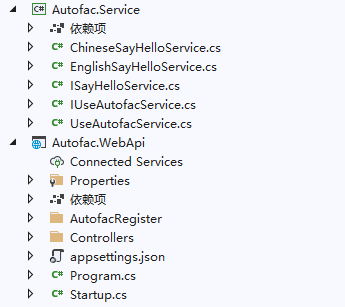 Autofac.Service
依赖项
ChineseSayHelloService.cs
EnglishSayHelloService.cs
ISayHelloService.cs
IUseAutofacService.cs
UseAutofacService.cs
Autofac.WebApi
Connected Services
Properties
依赖项
AutofacRegister
Controllers
appsettings.json
Program.cs
Startup.cs